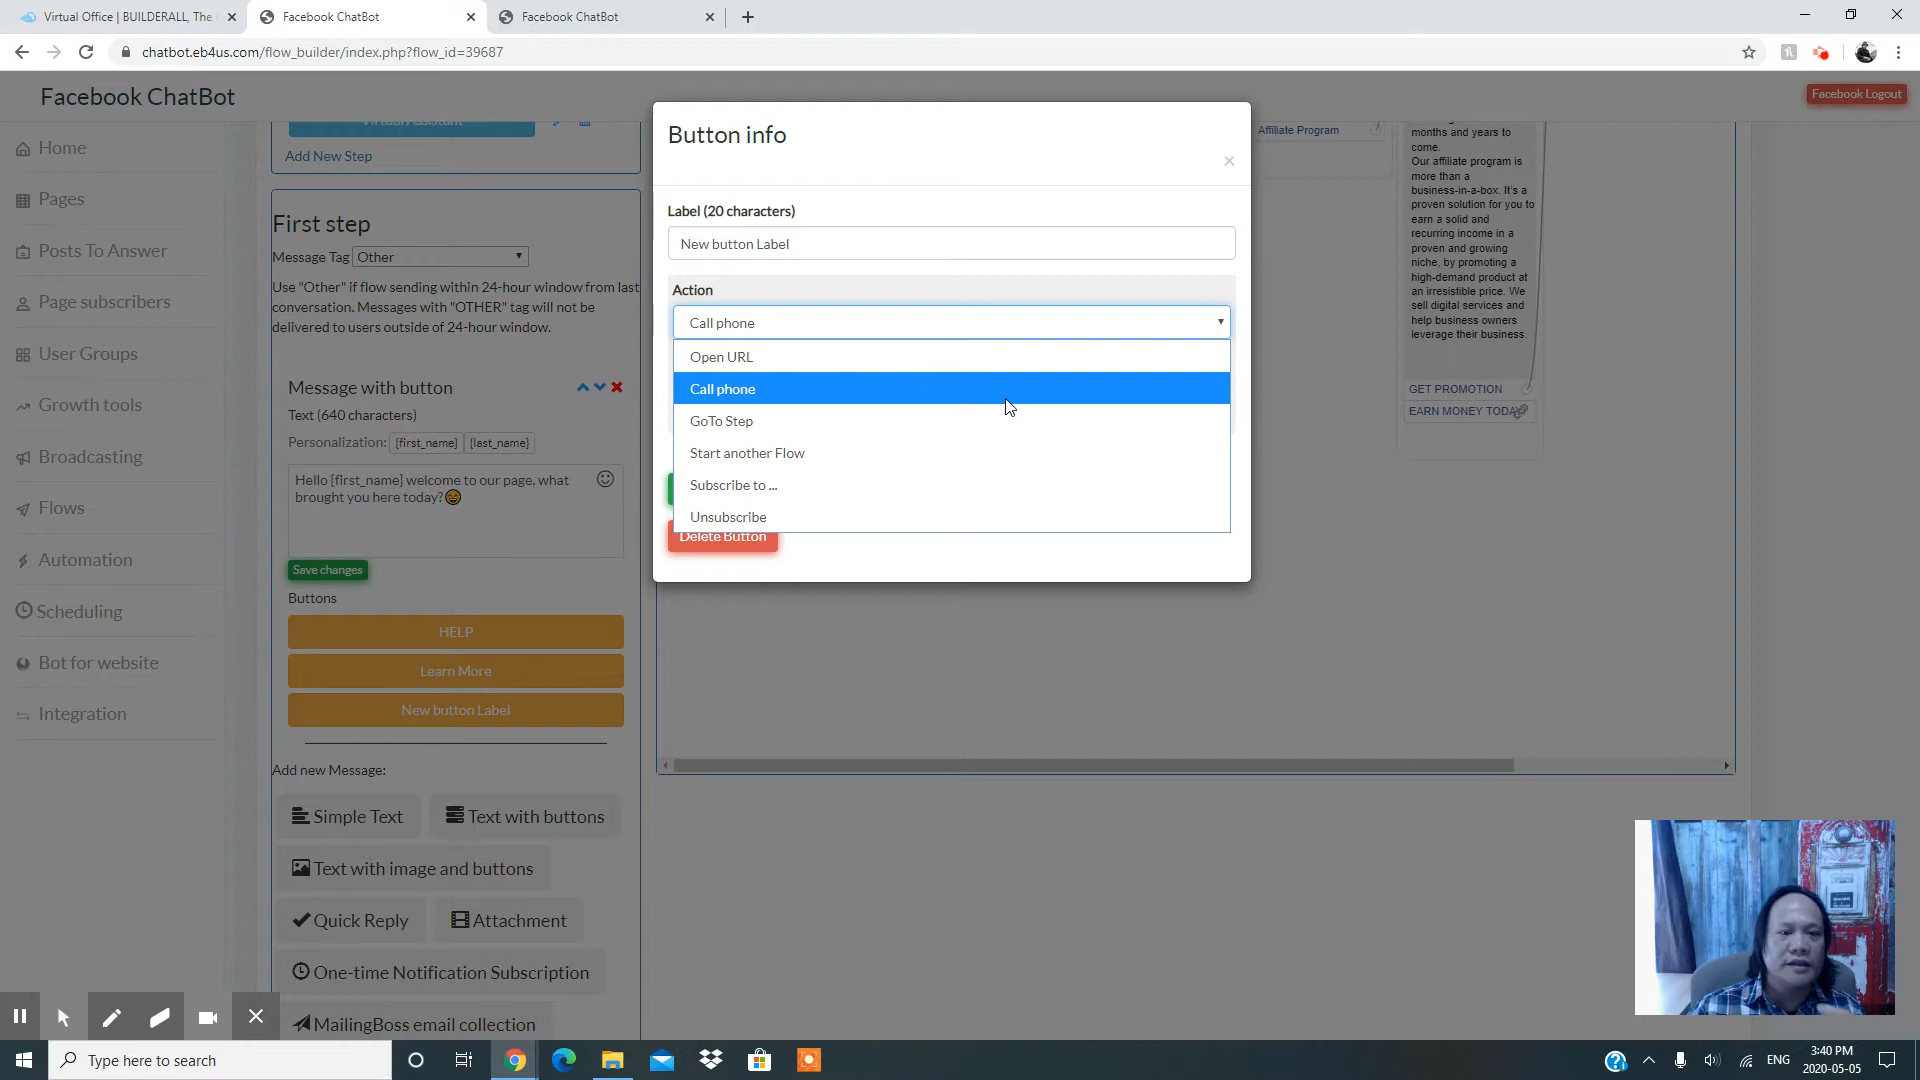 Virtual Office | BUILDERALL, The
Facebook ChatBot
Facebook ChatBot
chatbot.eb4us.com/flow_builder/index.php?flow_id=39687
Facebook ChatBot
Facebook Logout
Home
Pages
Posts To Answer
Page subscribers
User Groups
Growth tools
Broadcasting
Flows
Automation
Scheduling
Bot for website
Integration
Virtual Assistant
Add New Step
First step
Message Tag Other
Use "Other" if flow sending within 24-hour window from last
conversation. Messages with "OTHER" tag will not be
delivered to users outside of 24-hour window.
Message with button
Text (640 characters)
Personalization: {first_name} {last_name}
Hello {first_name} welcome to our page, what
brought you here today?😄
Save changes
Buttons
HELP
Learn More
New button Label
Add new Message:
Simple Text
Text with buttons
Text with image and buttons
Quick Reply
Attachment
One-time Notification Subscription
MailingBoss email collection
Button info
×
Label (20 characters)
New button Label
Action
Call phone
Open URL
Call phone
GoTo Step
Start another Flow
Subscribe to ...
Unsubscribe
Delete Button
Affiliate Program
months and years to
come.
Our affiliate program is
more than a
business-in-a-box. It's a
proven solution for you to
earn a solid and
recurring income in a
proven and growing
niche, by promoting a
high-demand product at
an irresistible price. We
sell digital services and
help business owners
leverage their business.
GET PROMOTION
EARN MONEY TODAY
Type here to search
ENG
3:40 PM
2020-05-05